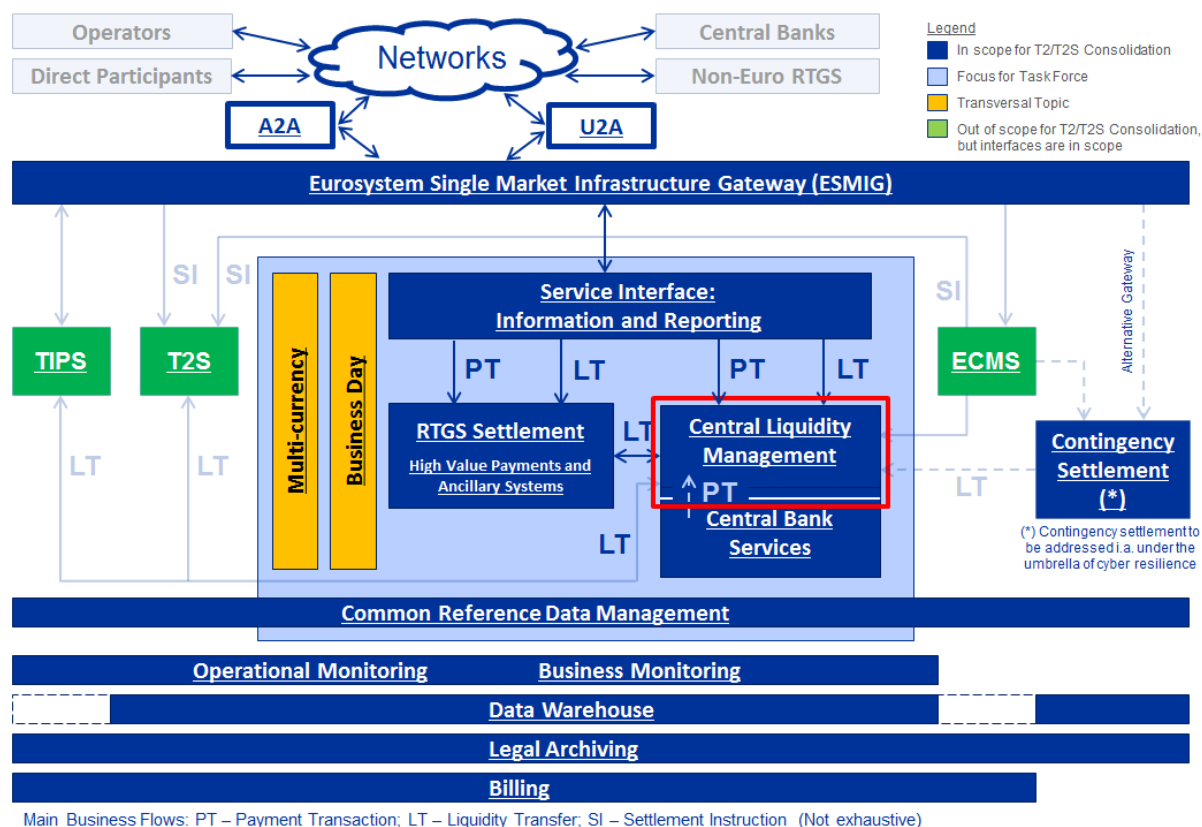 Operators
Networks
Central Banks
Direct Participants
Non-Euro RTGS
A2A
U2A
Legend
In scope for T2/T2S Consolidation
Focus for Task Force
Transversal Topic
Out of scope for T2/T2S Consolidation,
but interfaces are in scope
Eurosystem Single Market Infrastructure Gateway (ESMIG)
SI
SI
SI
Alternative Gateway
Service Interface:
Information and Reporting
TIPS
T2S
Multi-currency
Business Day
PT
LT
PT
LT
ECMS
RTGS Settlement
High Value Payments and
Ancillary Systems
LT
Central Liquidity
Management
PT
Central Bank
Services
LT
LT
LT
LT
Contingency
Settlement
(*)
(*) Contingency settlement to
be addressed i.a. under the
umbrella of cyber resilience
Common Reference Data Management
Operational Monitoring
Business Monitoring
Data Warehouse
Legal Archiving
Billing
Main Business Flows: PT – Payment Transaction; LT – Liquidity Transfer; SI – Settlement Instruction (Not exhaustive)